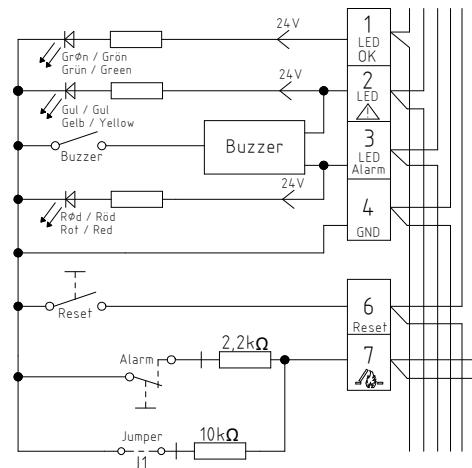 24V
1
LED
OK
Grøn / Grön
Grün / Green
24V
2
LED
Gul / Gul
Gelb / Yellow
Buzzer
Buzzer
3
LED
Alarm
24V
4
GND
Rød / Röd
Rot / Red
Reset
6
Reset
Alarm
2,2kΩ
7
Jumper
J1
10kΩ